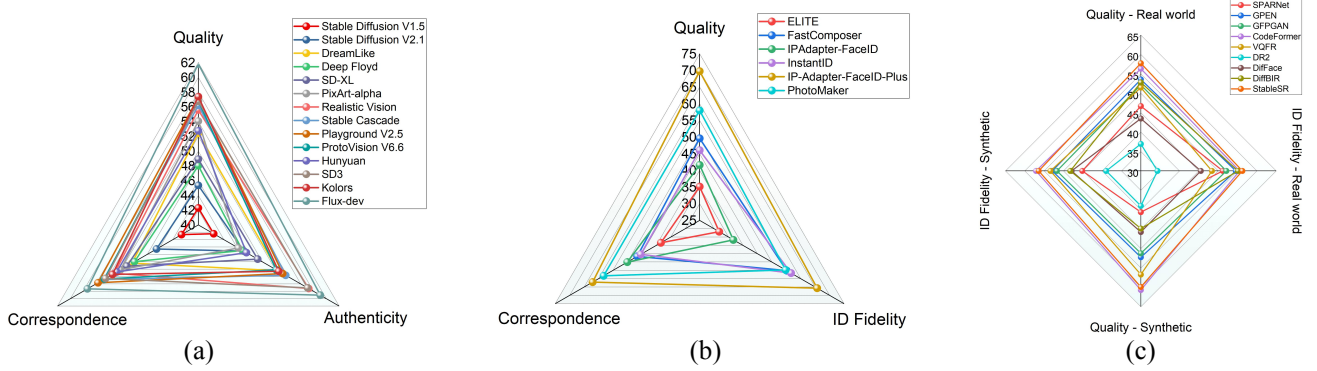 Quality
62
60
58
56
54
52
50
48
46
44
42
40
Correspondence
Authenticity
Stable Diffusion V1.5
Stable Diffusion V2.1
DreamLike
Deep Floyd
SD-XL
PixArt-alpha
Realistic Vision
Stable Cascade
Playground V2.5
ProtoVision V6.6
Hunyuan
SD3
Kolors
Flux-dev
(a)
Quality
75
70
65
60
55
50
45
40
35
30
25
Correspondence
ID Fidelity
ELITE
FastComposer
IPAdapter-FaceID
InstantID
IP-Adapter-FaceID-Plus
PhotoMaker
(b)
Quality - Real world
65
60
55
50
45
40
35
30
ID Fidelity - Synthetic
ID Fidelity - Real world
Quality - Synthetic
SPARNet
GPEN
GFPGAN
CodeFormer
VQFR
DR2
DifFace
DiffBIR
StableSR
(c)